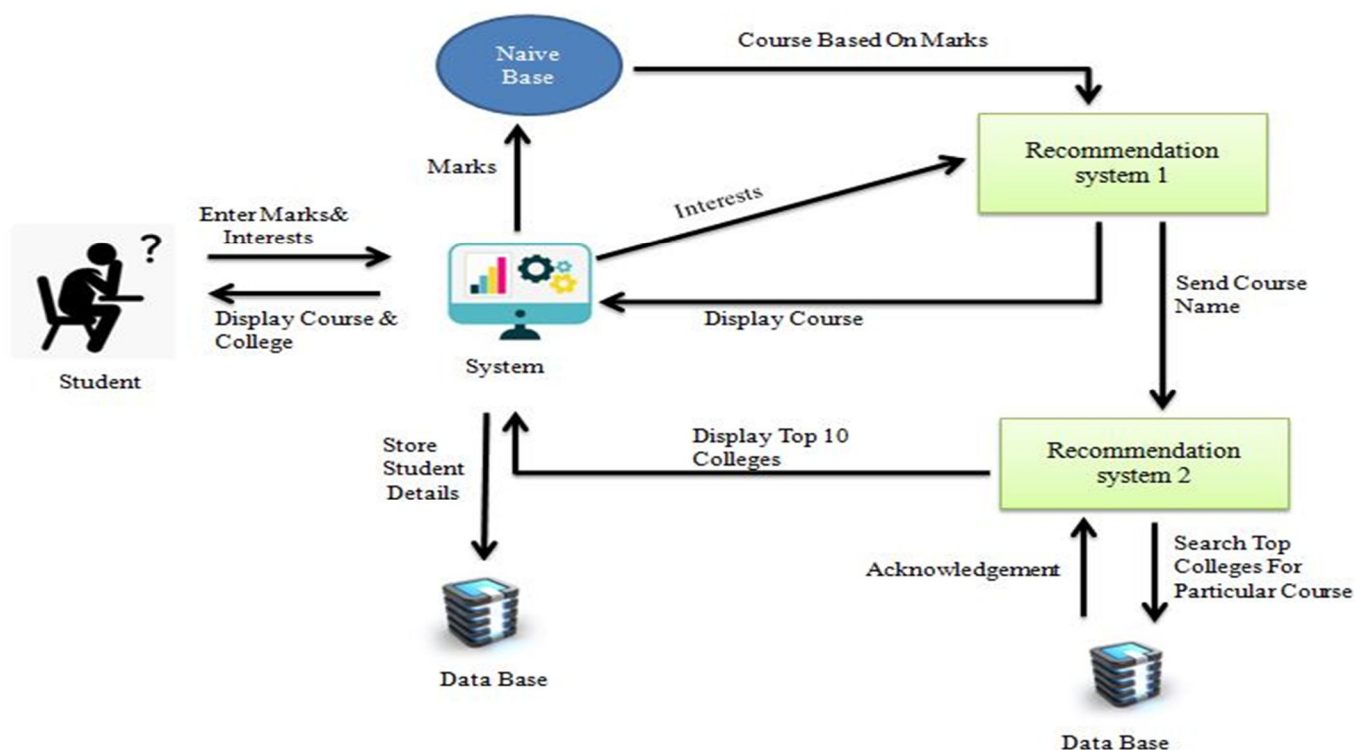 Naive
Base
Course Based On Marks
Marks
Interests
Recommendation
system 1
Enter Marks&
Interests
?
Display Course &
College
Student
System
Display Course
Send Course
Name
Store
Student
Details
Display Top 10
Colleges
Recommendation
system 2
Acknowledgement
Search Top
Colleges For
Particular Course
Data Base
Data Base